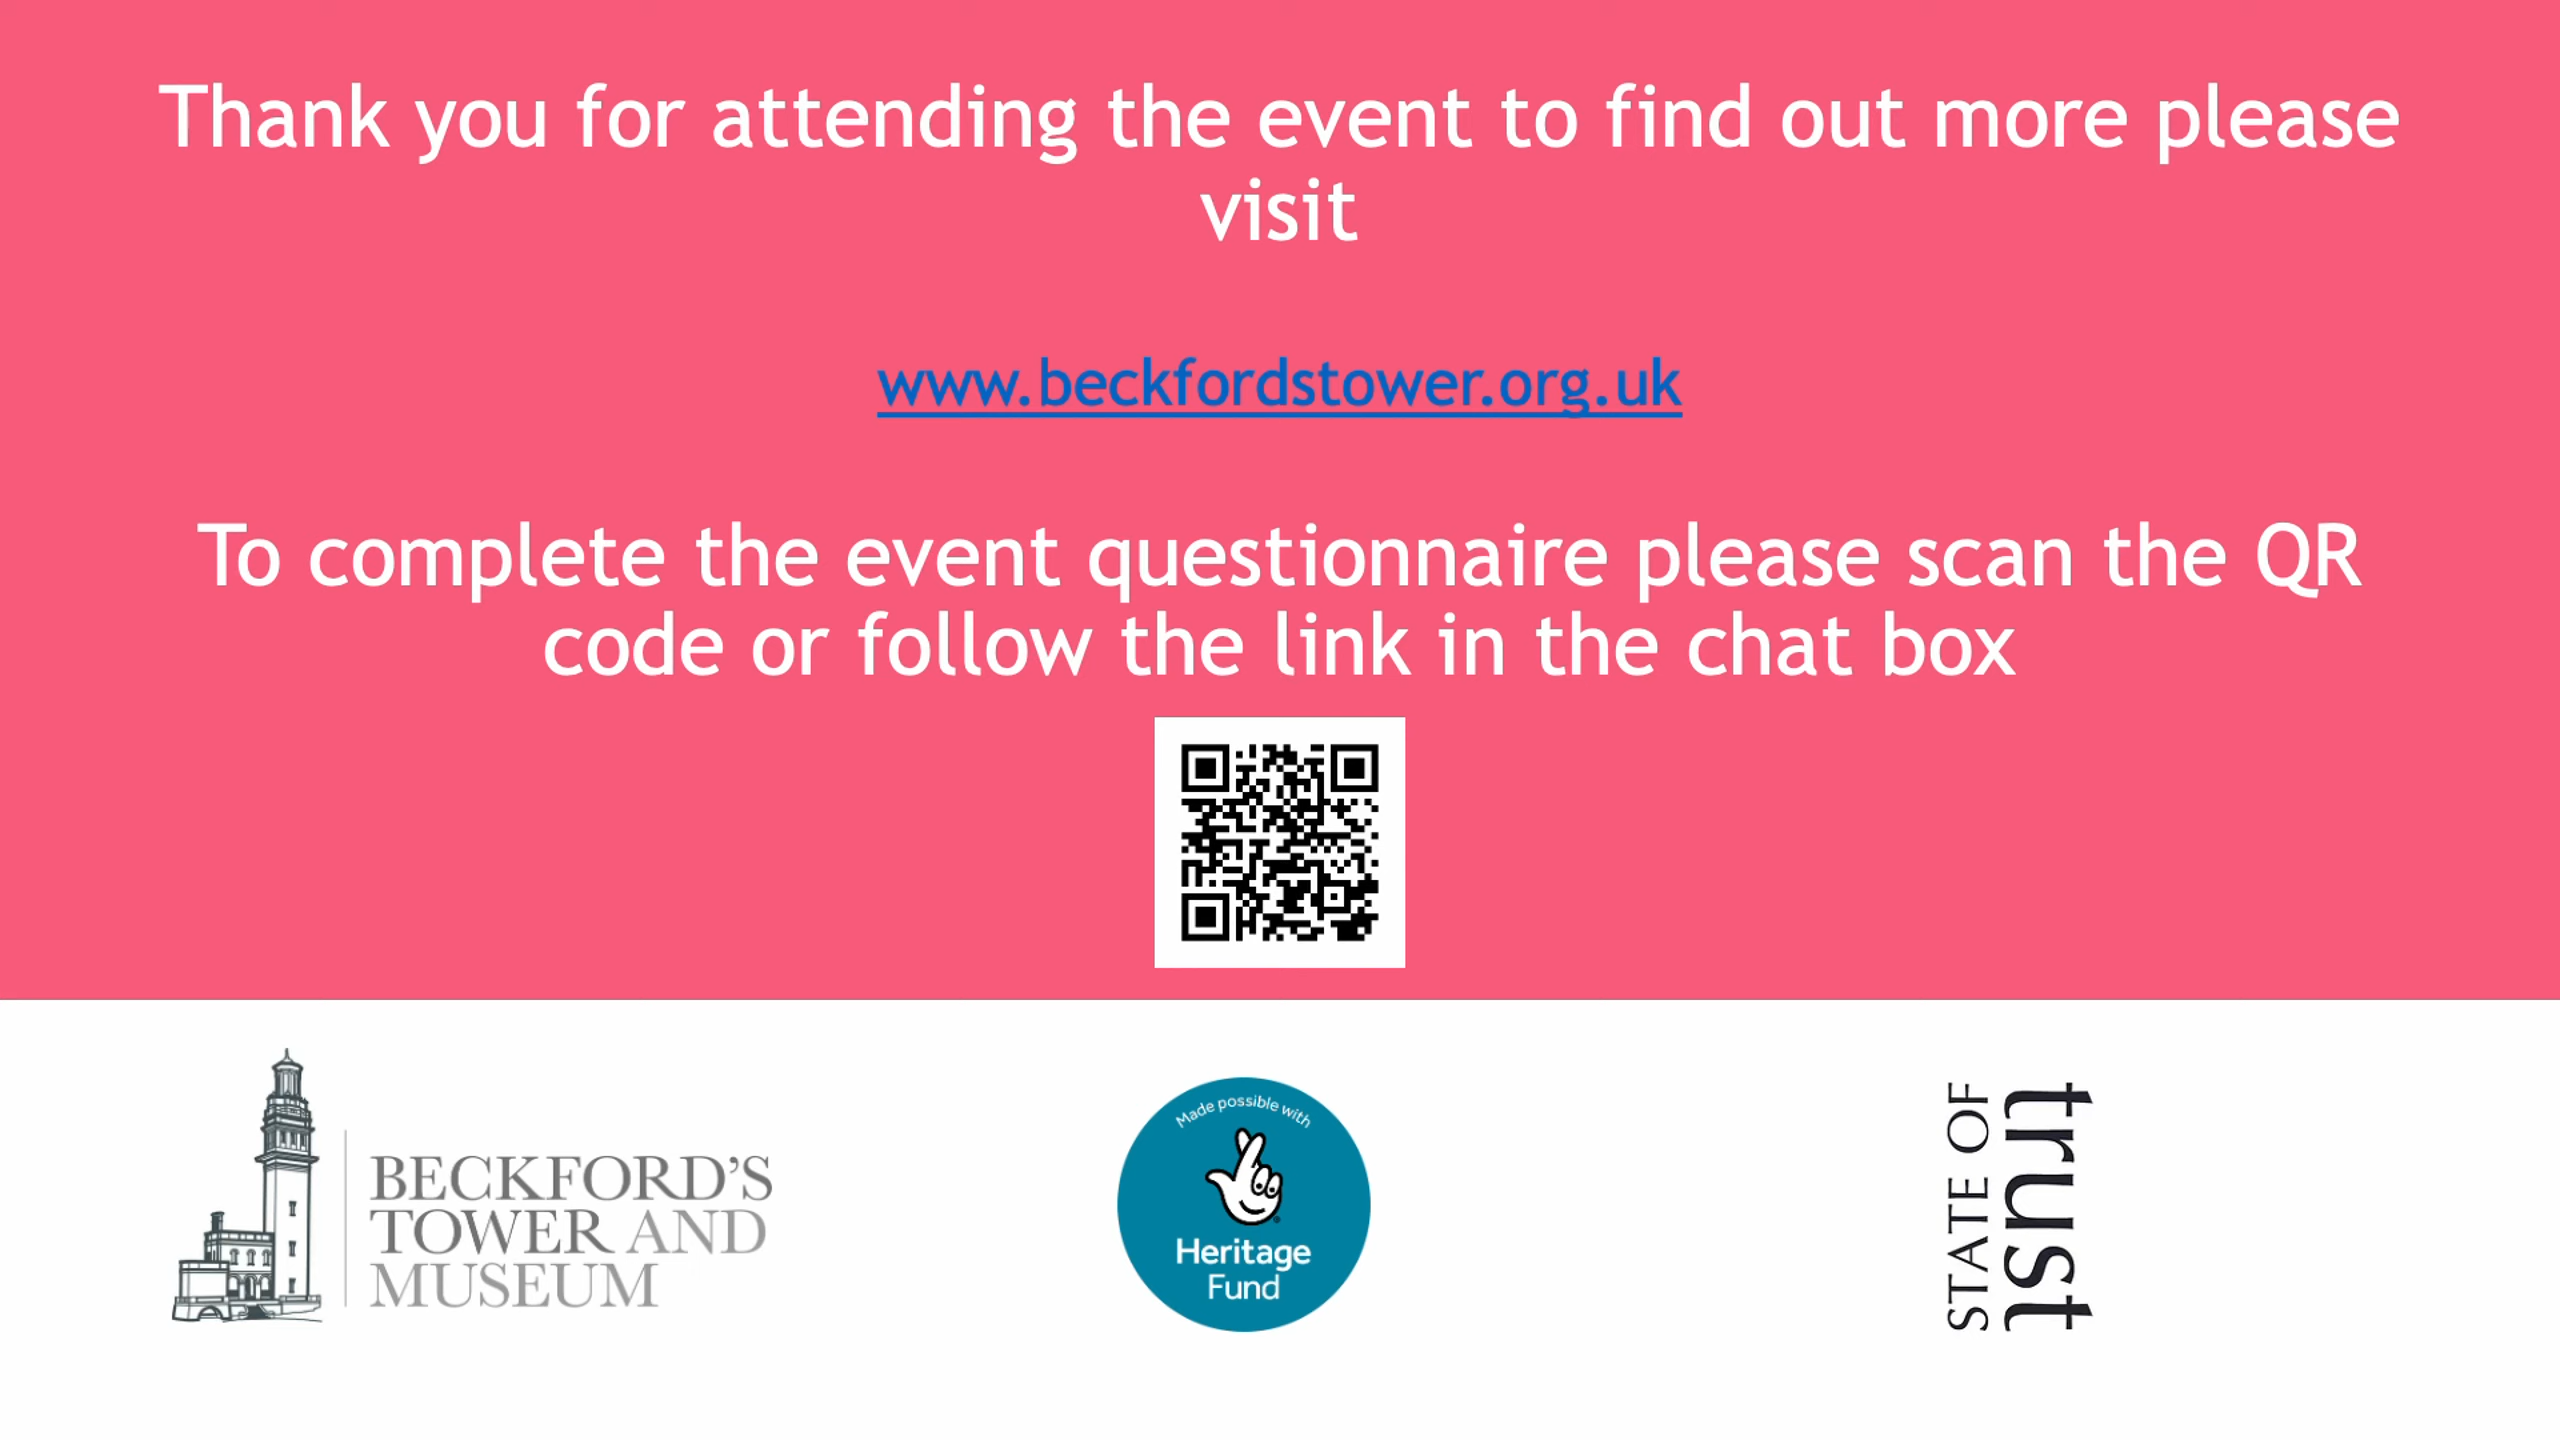 Thank you for attending the event to find out more please
visit
www.beckfordstower.org.uk
To complete the event questionnaire please scan the QR
code or follow the link in the chat box
BECKFORD'S
TOWER AND
MUSEUM
Made possible with
Heritage
Fund
STATE OF
trust